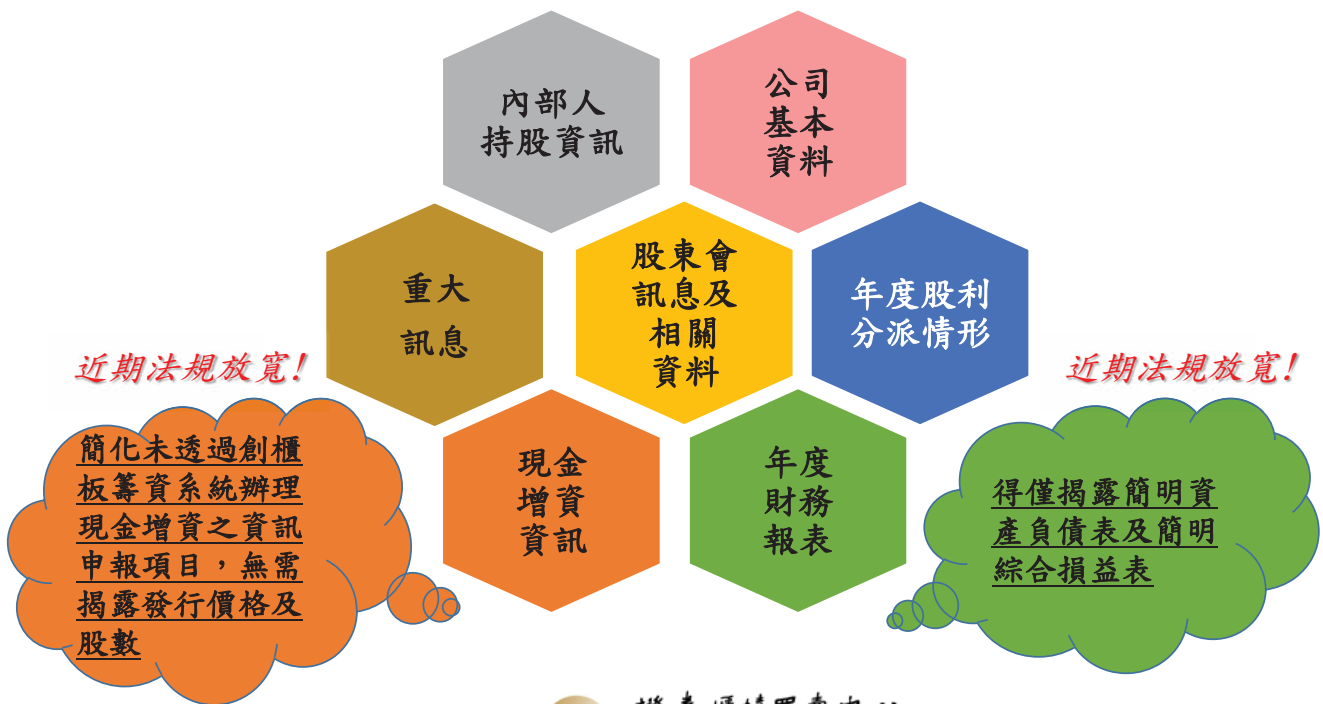 內部人
持股資訊
公司
基本
資料
重大
訊息
股東會
訊息及
相關
資料
年度股利
分派情形
近期法規放寬!
近期法規放寬!
簡化未透過創櫃
板籌資系統辦理
現金增資之資訊
申報項目，無需
揭露發行價格及
股數
現金
增資
資訊
年度
財務
報表
得僅揭露簡明資
產負債表及簡明
綜合損益表